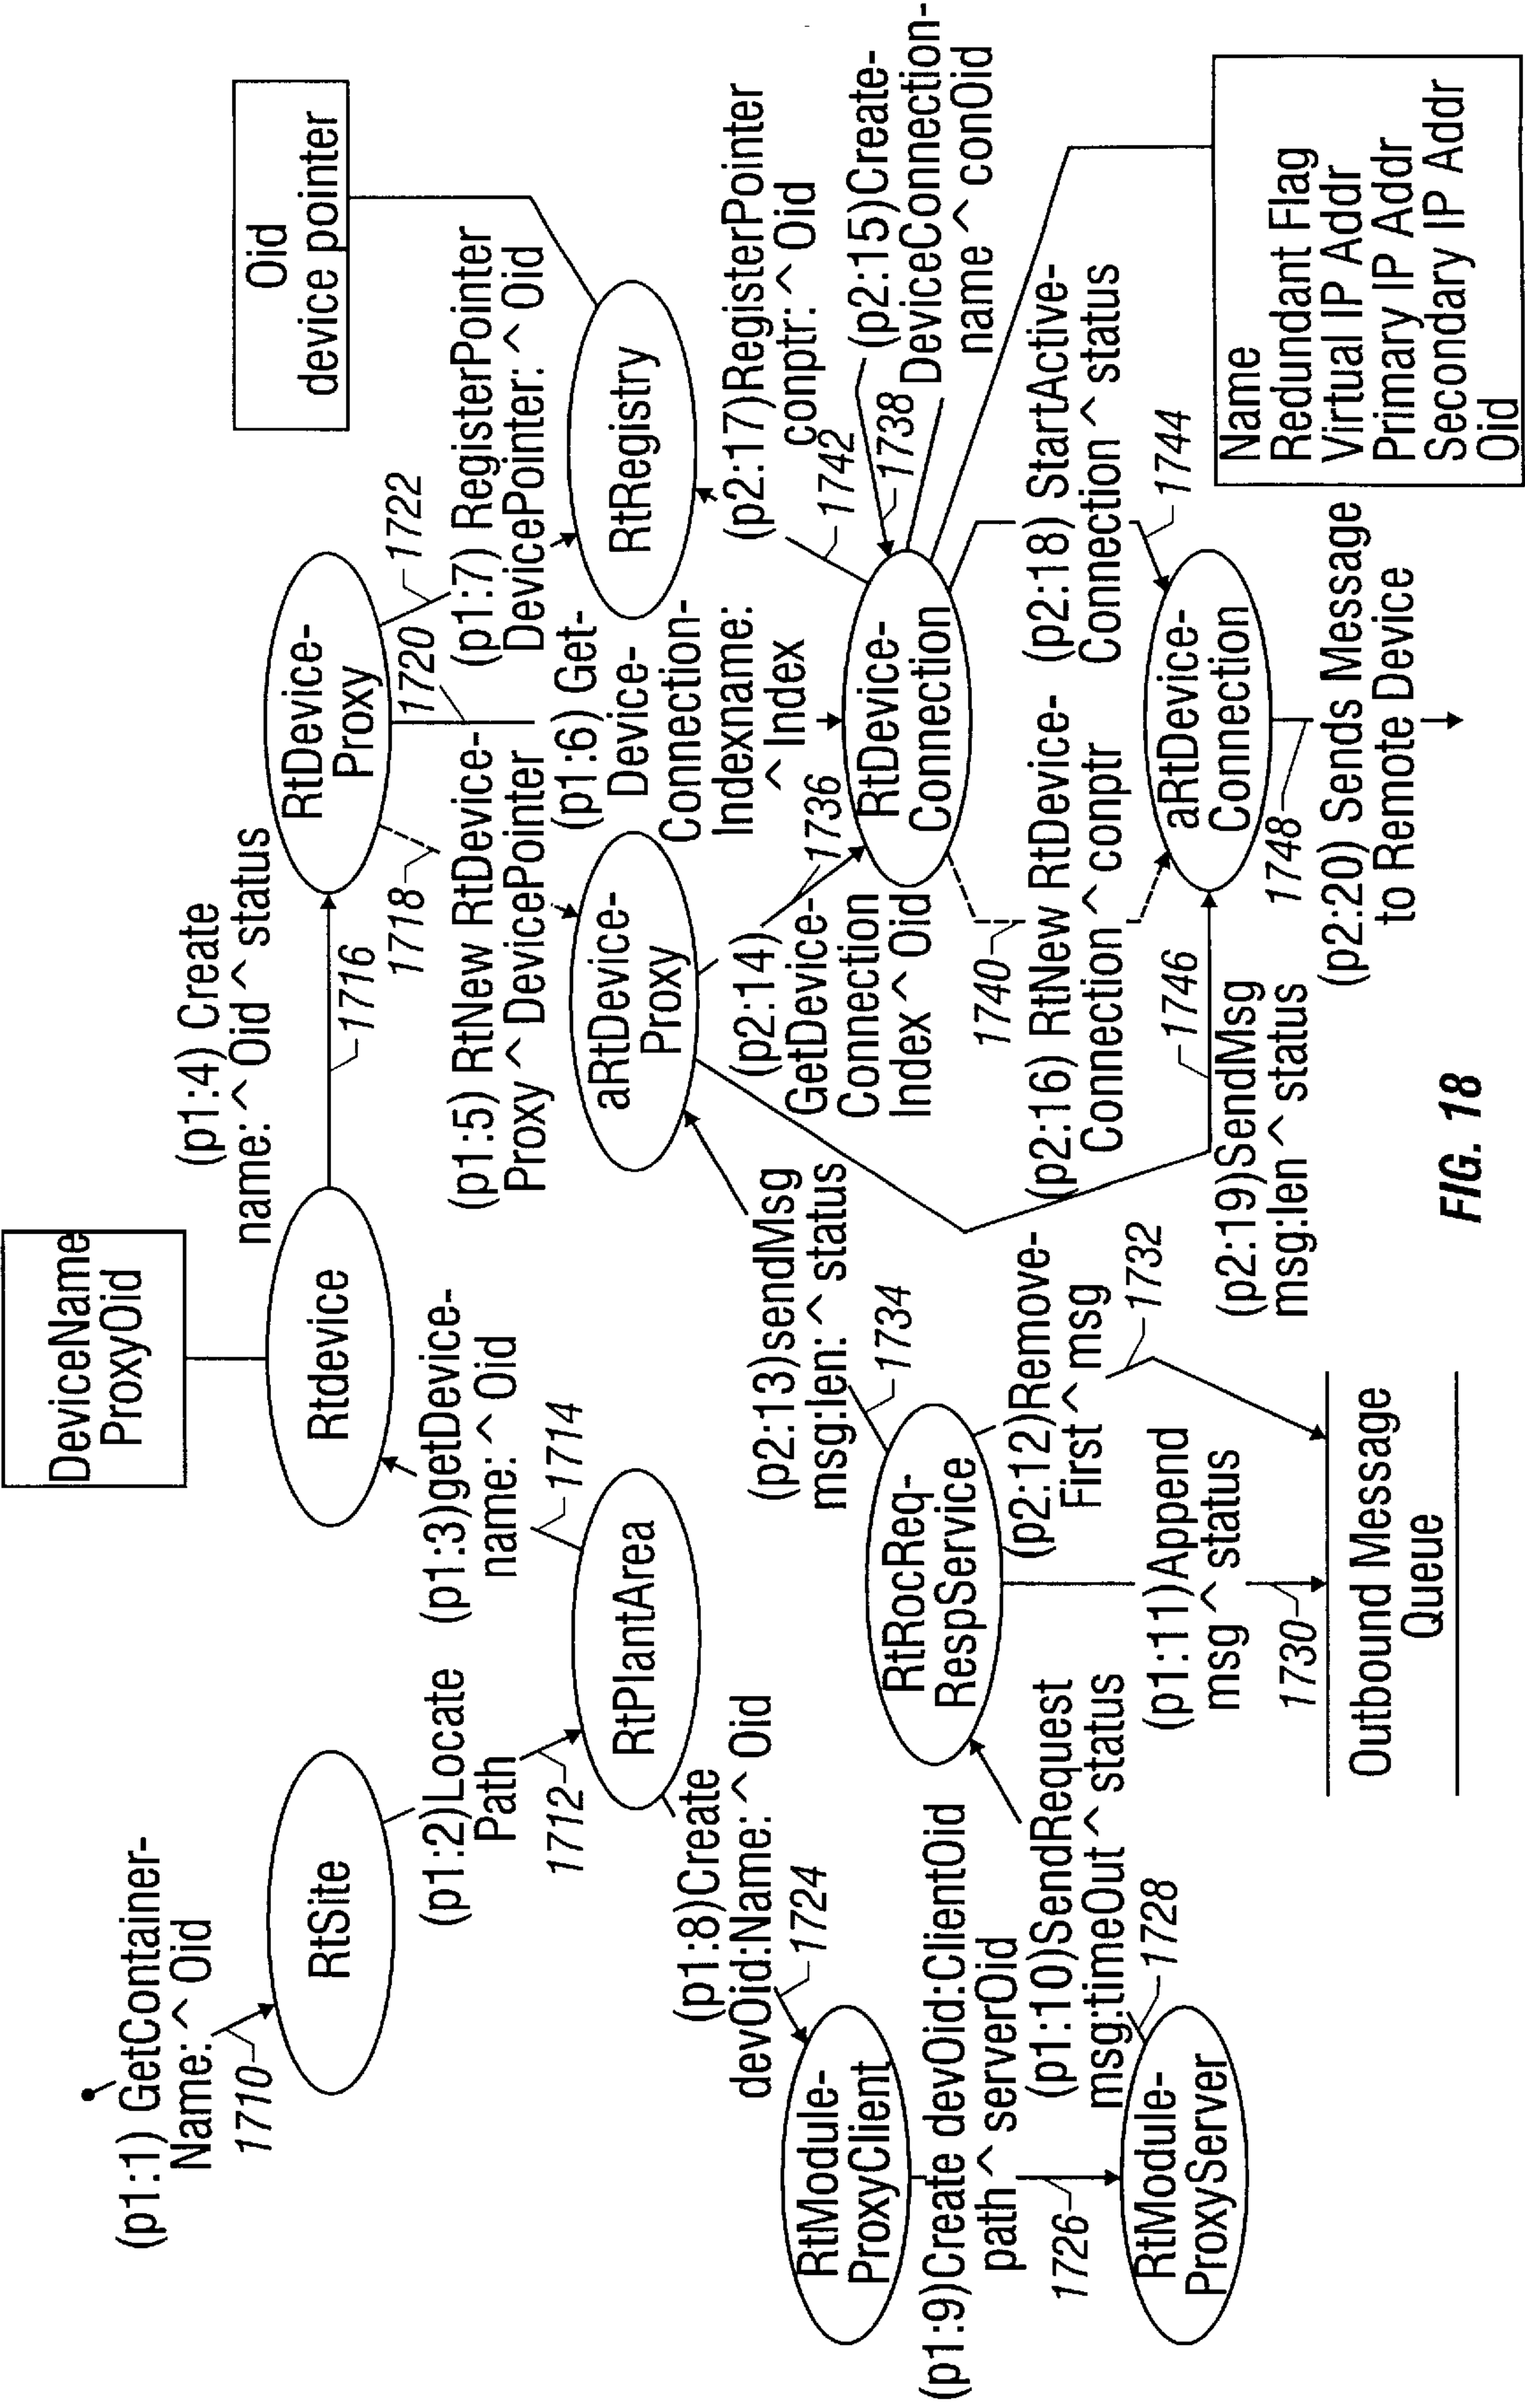 (p1:1) GetContainer-
Name: ^ Oid
1710
RtSite
(p1:2)Locate
Path
1712
RtPlantArea
(p1:3)getDevice-
name: ^ Oid
1714
DeviceName
ProxyOid
Rtdevice
(p1:4) Create
name: ^ Oid ^ status
1716
RtDevice-
Proxy
1718
(p1:5) RtNew RtDevice-
Proxy ^ DevicePointer
aRtDevice-
Proxy
1720
(p1:6) Get-
Device-
Connection-
Indexname:
^ Index
1722
(p1:7) RegisterPointer
DevicePointer: ^ Oid
Oid
device pointer
RtRegistry
(p1:8)Create
devOid:Name: ^ Oid
1724
RtModule-
ProxyClient
(p1:9)Create devOid:ClientOid
path ^ serverOid
1726
RtModule-
ProxyServer
(p1:10)SendRequest
msg:timeOut ^ status
1728
RtRocReq-
RespService
(p1:11)Append
msg ^ status
1730
Outbound Message
Queue
(p2:12)Remove-
First ^ msg
1732
(p2:13)sendMsg
msg:len: ^ status
1734
(p2:14)
GetDevice-
Connection
Index ^ Oid
1736
RtDevice-
Connection
(p2:15)Create-
DeviceConnection-
name ^ conOid
1738
1740
(p2:16) RtNew RtDevice-
Connection ^ conptr
(p2:17)RegisterPointer
conptr: ^ Oid
1742
(p2:18) StartActive-
Connection ^ status
1744
aRtDevice-
Connection
1746
(p2:19)SendMsg
msg:len ^ status
1748
(p2:20) Sends Message
to Remote Device
Name
Redundant Flag
Virtual IP Addr
Primary IP Addr
Secondary IP Addr
Oid
FIG. 18